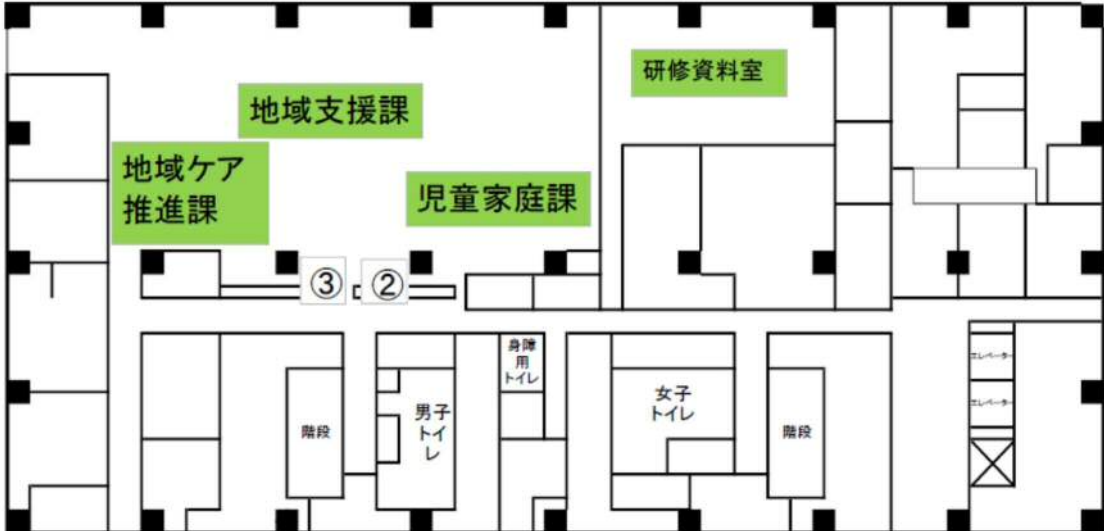 研修資料室
地域支援課
地域ケア
推進課
児童家庭課
③
②
身障
用
トイレ
エレベーター
エレベーター
階段
男子
トイ
レ
女子
トイレ
階段